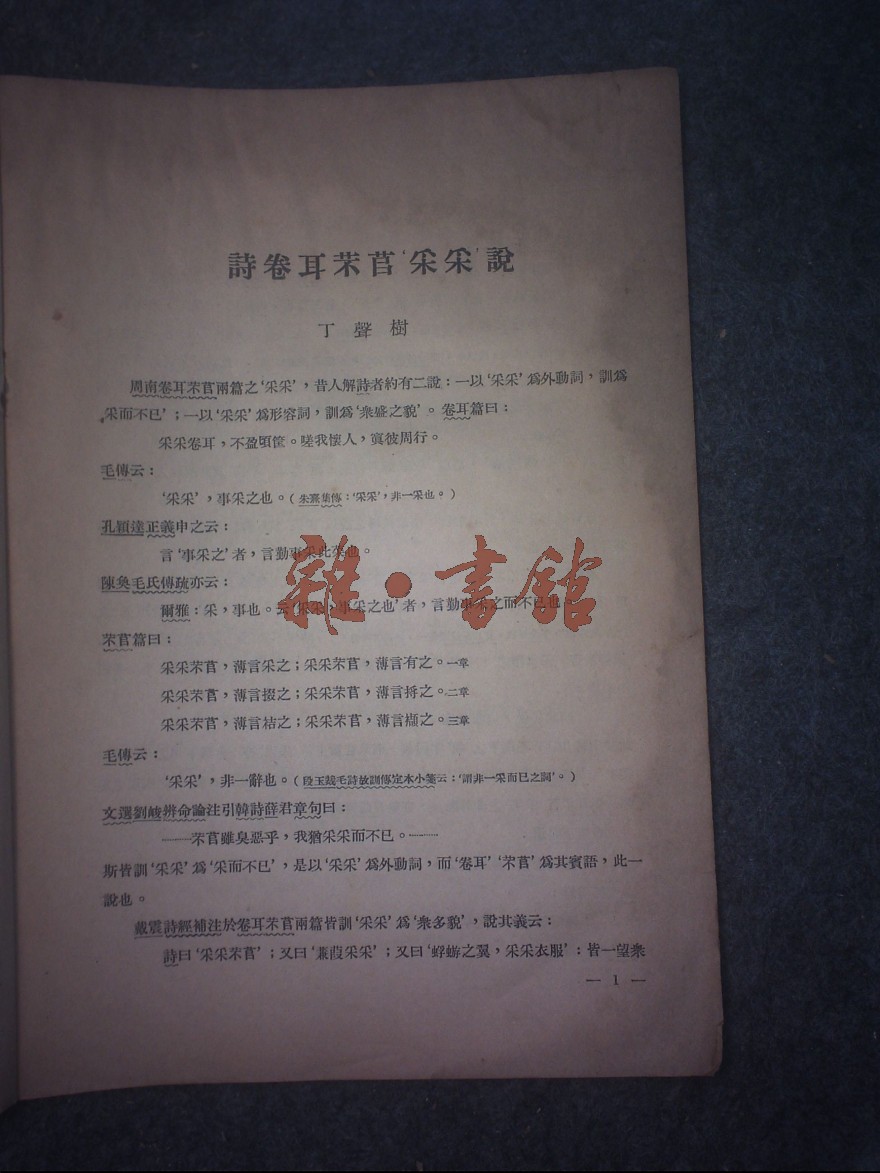 詩卷耳芣苢‘采采’說
丁聲樹
周南卷耳芣苢兩篇之‘采采’，昔人解詩者約有二說：一以‘采采’爲外動詞，訓爲
‘采而不已’；一以‘采采’爲形容詞，訓爲‘衆盛之貌’。卷耳篇曰：
采采卷耳，不盈頃筐。嗟我懷人，寘彼周行。
毛傳云：
‘采采’，事采之也。（朱熹集傳：‘采采’，非一采也。）
孔穎達正義申之云：
言‘事采之’者，言勤事采此菜也。
陳奐毛氏傳疏亦云：
爾雅：采，事也。云‘采采，事采之也’者，言勤事采之而不已也。
芣苢篇曰：
采采芣苢，薄言采之；采采芣苢，薄言有之。一章
采采芣苢，薄言掇之；采采芣苢，薄言捋之。二章
采采芣苢，薄言袺之；采采芣苢，薄言襭之。三章
毛傳云：
‘采采’，非一辭也。（段玉裁毛詩故訓傳定本小箋云：‘謂非一采而已之詞’。）
文選劉峻辨命論注引韓詩薛君章句曰：
——芣苢雖臭惡乎，我猶采采而不已。………
斯皆訓‘采采’爲‘采而不已’，是以‘采采’爲外動詞，而‘卷耳’‘芣苢’爲其賓語，此一
說也。
戴震詩經補注於卷耳芣苢兩篇皆訓‘采采’爲‘衆多貌’，說其義云：
詩曰‘采采芣苢’；又曰‘蒹葭采采’；又曰‘蜉蝣之翼，采采衣服’：皆一望衆
— 1 —
雜·書館